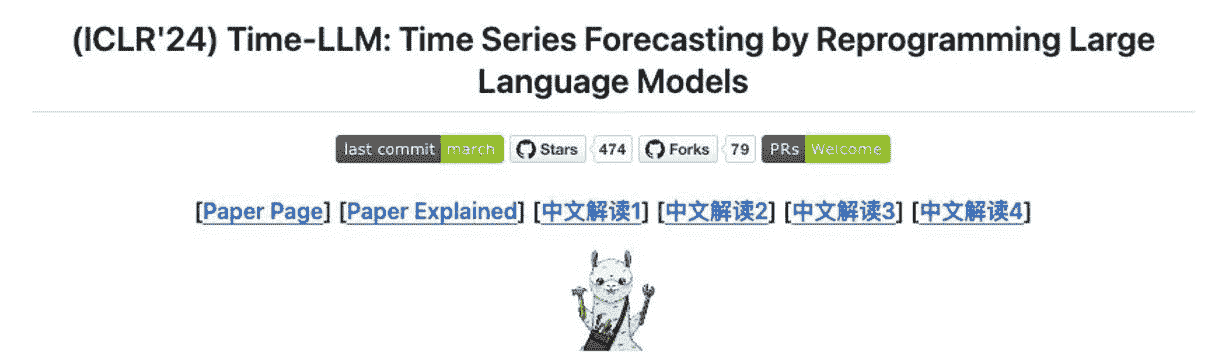 (ICLR'24) Time-LLM: Time Series Forecasting by Reprogramming Large
Language Models
last commit march Stars 474 Forks 79 PRs Welcome
[Paper Page] [Paper Explained] [中文解读1] [中文解读2] [中文解读3] [中文解读4]